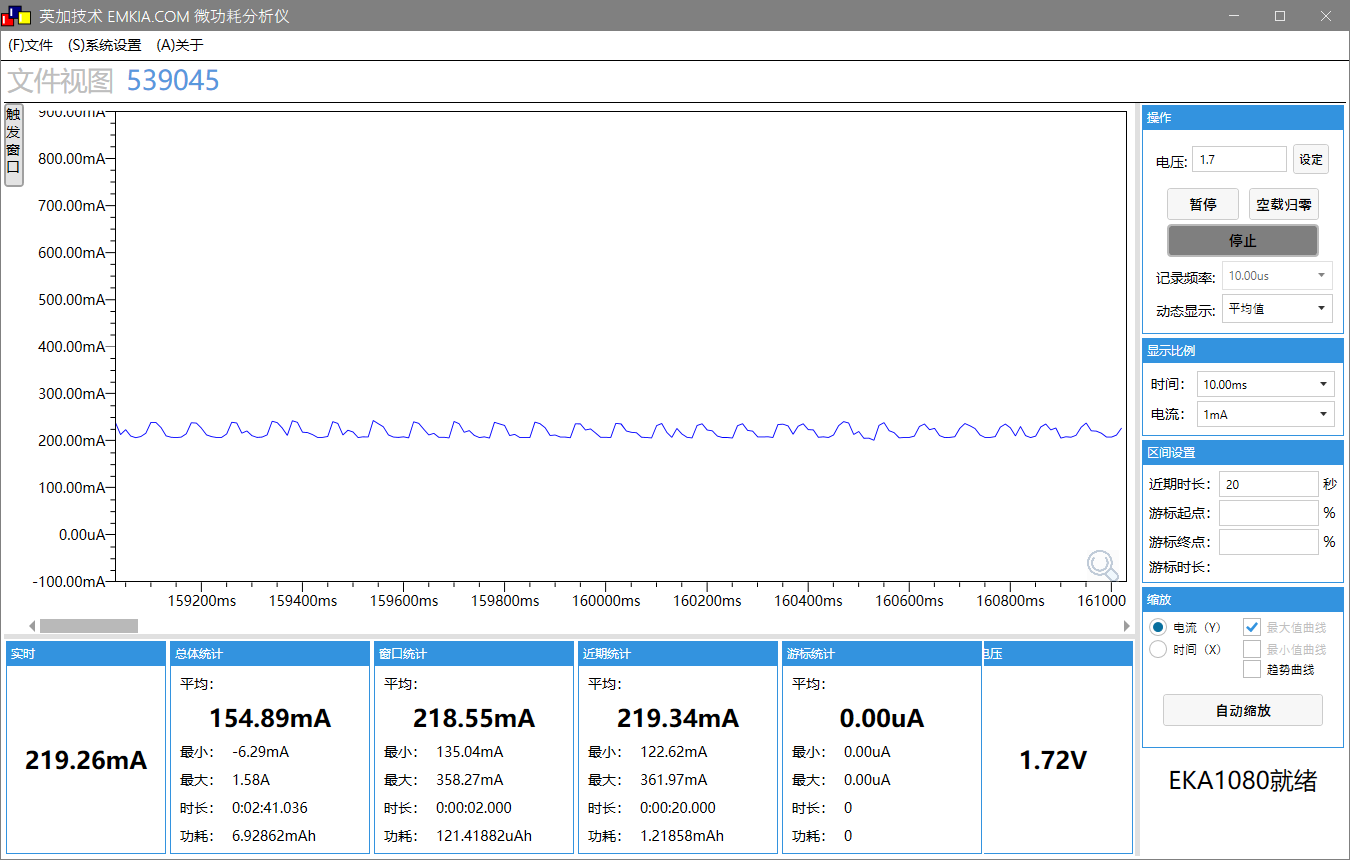 英加技术 EMKIA.COM 微功耗分析仪
(F)文件 (S)系统设置 (A)关于
文件视图 539045
触发窗口
900.00mA
800.00mA
700.00mA
600.00mA
500.00mA
400.00mA
300.00mA
200.00mA
100.00mA
0.00uA
-100.00mA
159200ms 159400ms 159600ms 159800ms 160000ms 160200ms 160400ms 160600ms 160800ms 161000
操作
电压: 1.7 设定
暂停 空载归零
停止
记录频率: 10.00us
动态显示: 平均值
显示比例
时间: 10.00ms
电流: 1mA
区间设置
近期时长: 20 秒
游标起点: %
游标终点: %
游标时长:
缩放
电流（Y） 最大值曲线
时间（X） 最小值曲线
趋势曲线
自动缩放
EKA1080就绪
实时
219.26mA
总体统计
平均:
154.89mA
最小: -6.29mA
最大: 1.58A
时长: 0:02:41.036
功耗: 6.92862mAh
窗口统计
平均:
218.55mA
最小: 135.04mA
最大: 358.27mA
时长: 0:00:02.000
功耗: 121.41882uAh
近期统计
平均:
219.34mA
最小: 122.62mA
最大: 361.97mA
时长: 0:00:20.000
功耗: 1.21858mAh
游标统计
平均:
0.00uA
最小: 0.00uA
最大: 0.00uA
时长: 0
功耗: 0
电压
1.72V